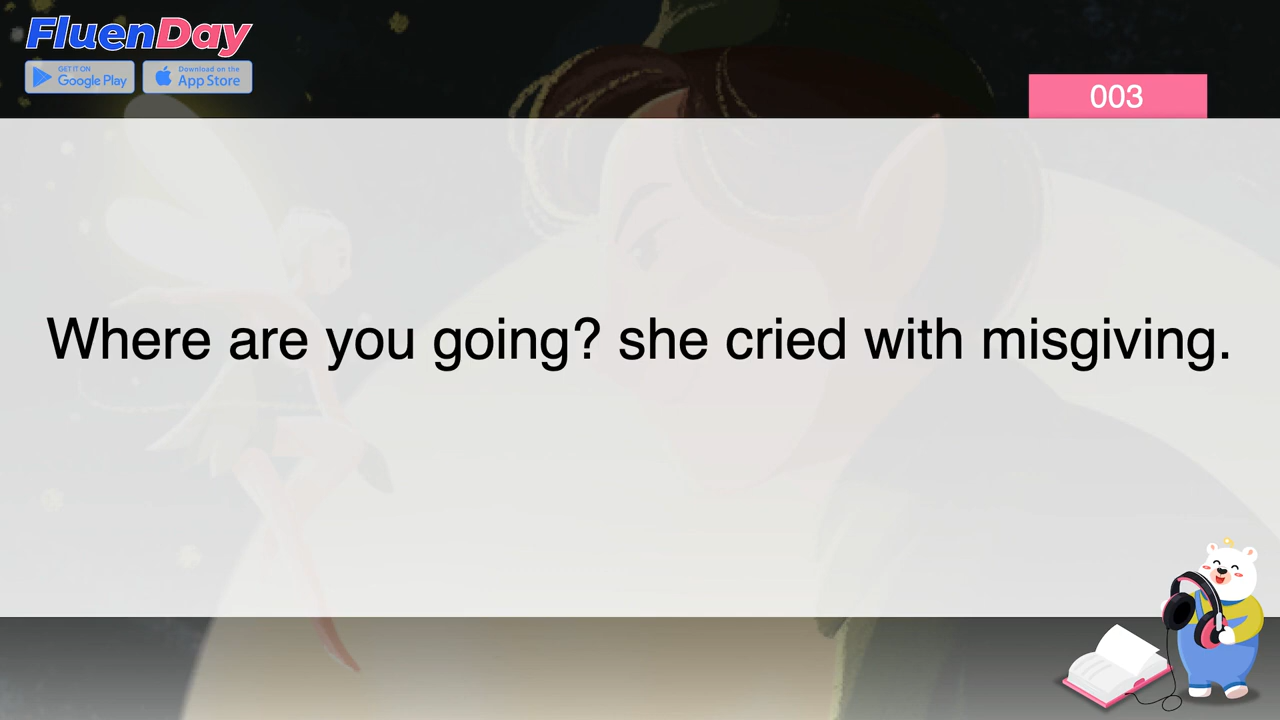 FluenDay
GET IT ON
Google Play
Download on the
App Store
003
Where are you going? she cried with misgiving.